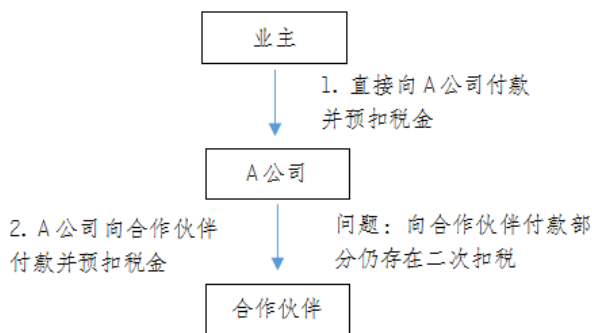 业主
1. 直接向A公司付款
并预扣税金
A公司
2. A公司向合作伙伴
付款并预扣税金
问题：向合作伙伴付款部
分仍存在二次扣税
合作伙伴